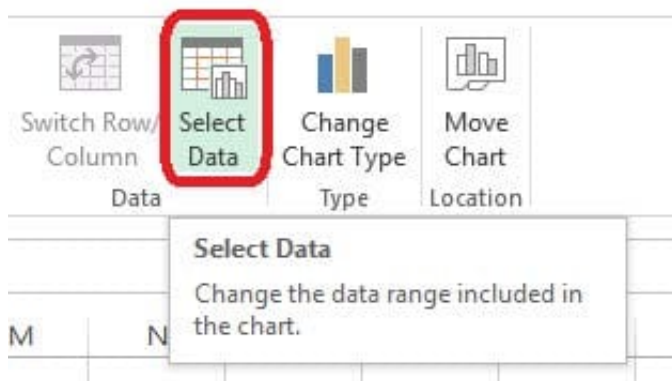 Switch Row/ Select Change Move
Column Data Chart Type Chart
Data Type Location
Select Data
Change the data range included in
the chart.
M N